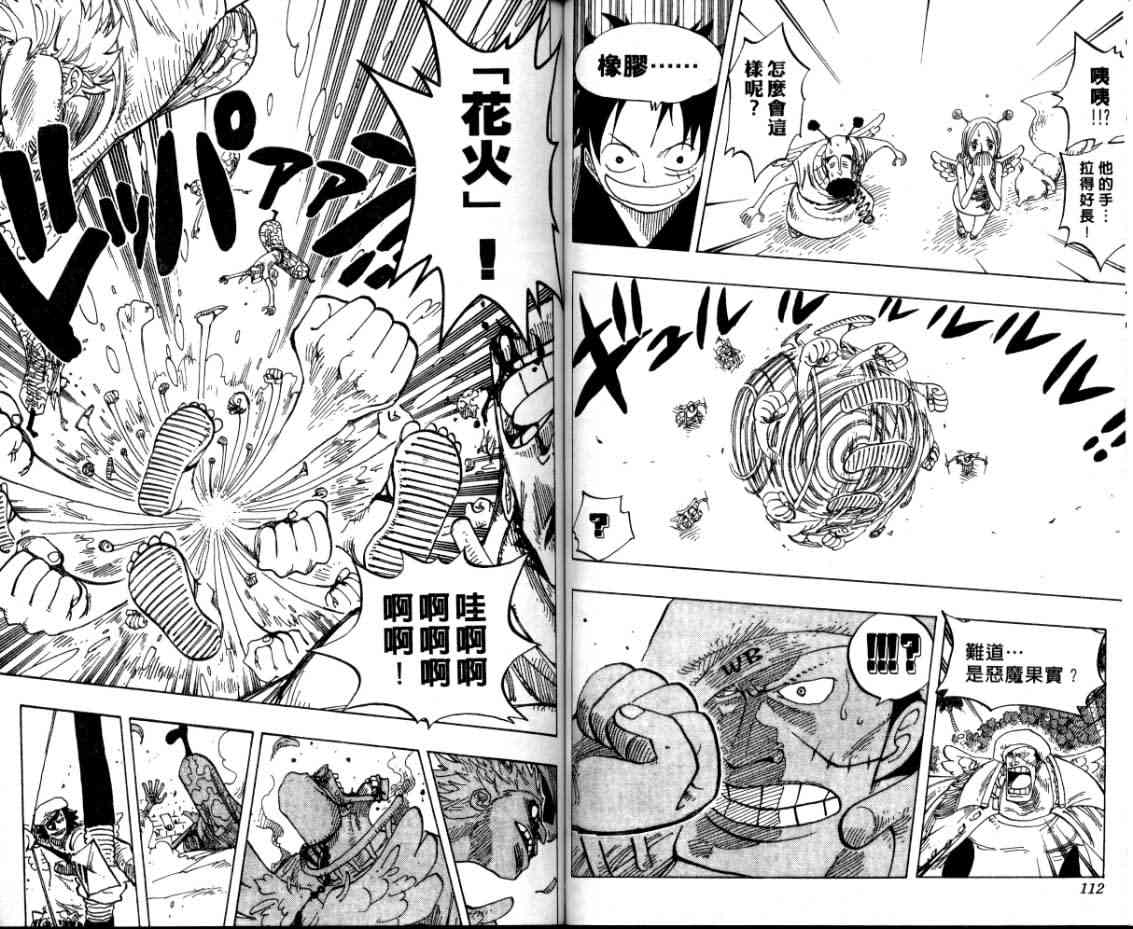 咦咦!!?
他的手…
拉得好長!
怎麼會這
樣呢?
橡膠……
ギュルルルル
?
難道…
是惡魔果實?
!!!?
WB
112
「花火」!
ドッパアアン
哇啊啊
啊啊啊
啊啊!